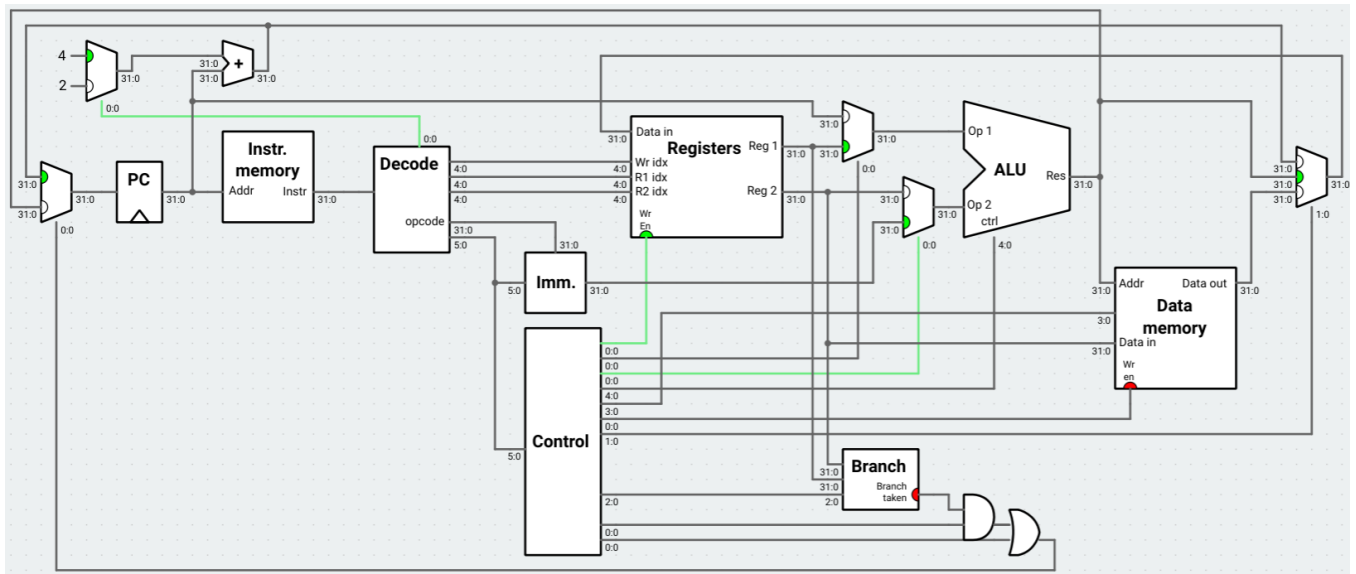 4
31:0
+
2
31:0
31:0
31:0
0:0
0:0
31:0
31:0
Data in
Registers
Reg 1
31:0
31:0
31:0
0:0
Op 1
ALU
Res
31:0
Op 2
ctrl
4:0
Instr.
memory
Addr
Instr
31:0
Decode
opcode
4:0
4:0
4:0
31:0
5:0
Wr idx
R1 idx
R2 idx
4:0
4:0
4:0
Reg 2
31:0
Wr
En
31:0
31:0
0:0
31:0
31:0
31:0
0:0
PC
31:0
31:0
31:0
31:0
31:0
1:0
31:0
5:0
Imm.
31:0
31:0
Addr
Data out
31:0
Data
memory
3:0
Data in
31:0
Wr
en
Control
5:0
0:0
0:0
0:0
4:0
3:0
0:0
1:0
2:0
0:0
0:0
Branch
31:0
31:0
2:0
Branch
taken